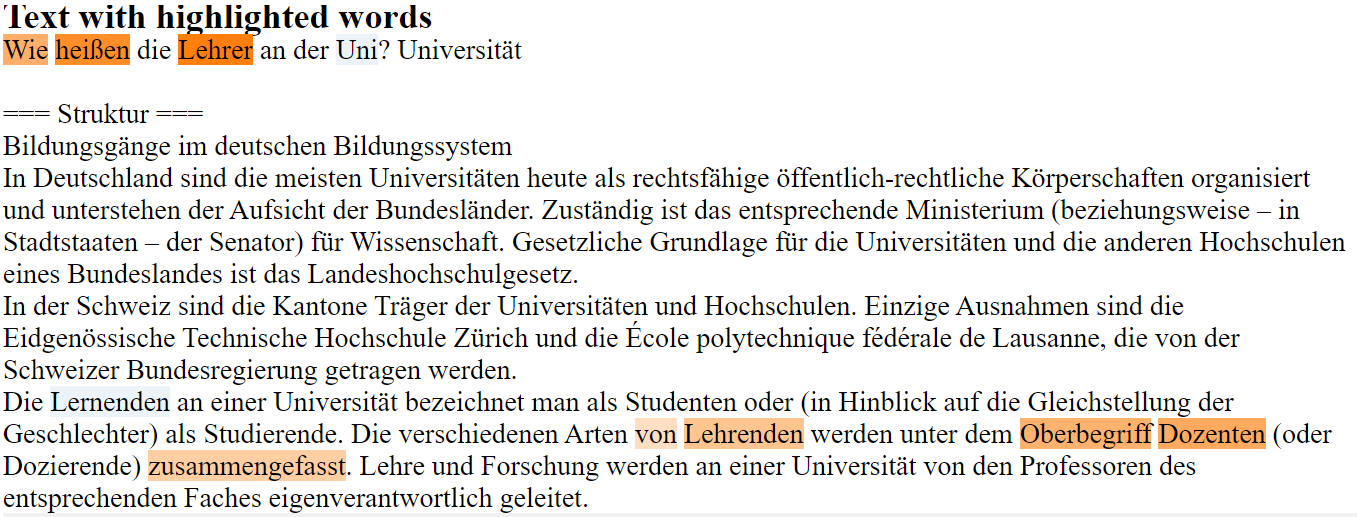 Text with highlighted words
Wie heißen die Lehrer an der Uni? Universität
=== Struktur ===
Bildungsgänge im deutschen Bildungssystem
In Deutschland sind die meisten Universitäten heute als rechtsfähige öffentlich-rechtliche Körperschaften organisiert
und unterstehen der Aufsicht der Bundesländer. Zuständig ist das entsprechende Ministerium (beziehungsweise – in
Stadtstaaten – der Senator) für Wissenschaft. Gesetzliche Grundlage für die Universitäten und die anderen Hochschulen
eines Bundeslandes ist das Landeshochschulgesetz.
In der Schweiz sind die Kantone Träger der Universitäten und Hochschulen. Einzige Ausnahmen sind die
Eidgenössische Technische Hochschule Zürich und die École polytechnique fédérale de Lausanne, die von der
Schweizer Bundesregierung getragen werden.
Die Lernenden an einer Universität bezeichnet man als Studenten oder (in Hinblick auf die Gleichstellung der
Geschlechter) als Studierende. Die verschiedenen Arten von Lehrenden werden unter dem Oberbegriff Dozenten (oder
Dozierende) zusammengefasst. Lehre und Forschung werden an einer Universität von den Professoren des
entsprechenden Faches eigenverantwortlich geleitet.